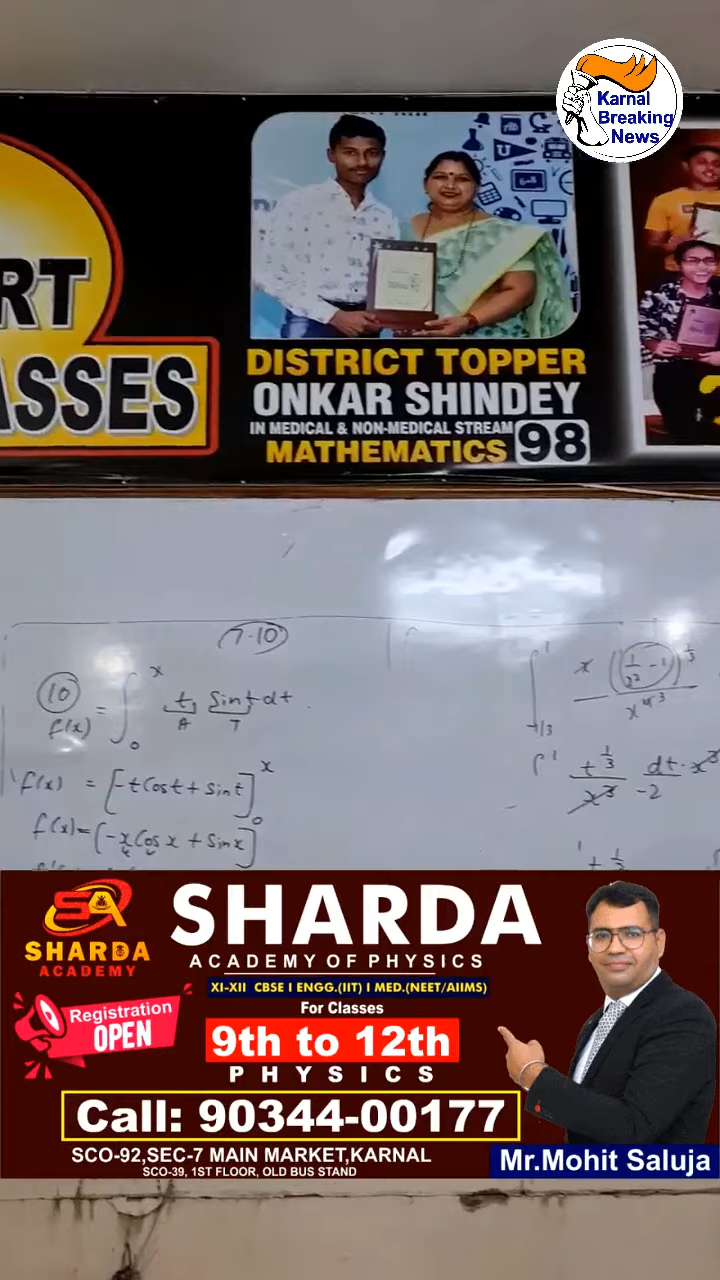 Karnal
Breaking
News
RT
ASSES
DISTRICT TOPPER
ONKAR SHINDEY
IN MEDICAL & NON-MEDICAL STREAM
MATHEMATICS 98
7.10
10
f(x) = ∫₀ˣ t sint dt
A T
f(x) = [-t cost + sint]₀ˣ
f(x) = [-x cos x + sin x]
SA
SHARDA
ACADEMY
SHARDA
ACADEMY OF PHYSICS
XI-XII CBSE I ENGG.(IIT) I MED.(NEET/AIIMS)
Registration
OPEN
For Classes
9th to 12th
PHYSICS
Call: 90344-00177
SCO-92,SEC-7 MAIN MARKET,KARNAL
SCO-39, 1ST FLOOR, OLD BUS STAND
Mr.Mohit Saluja